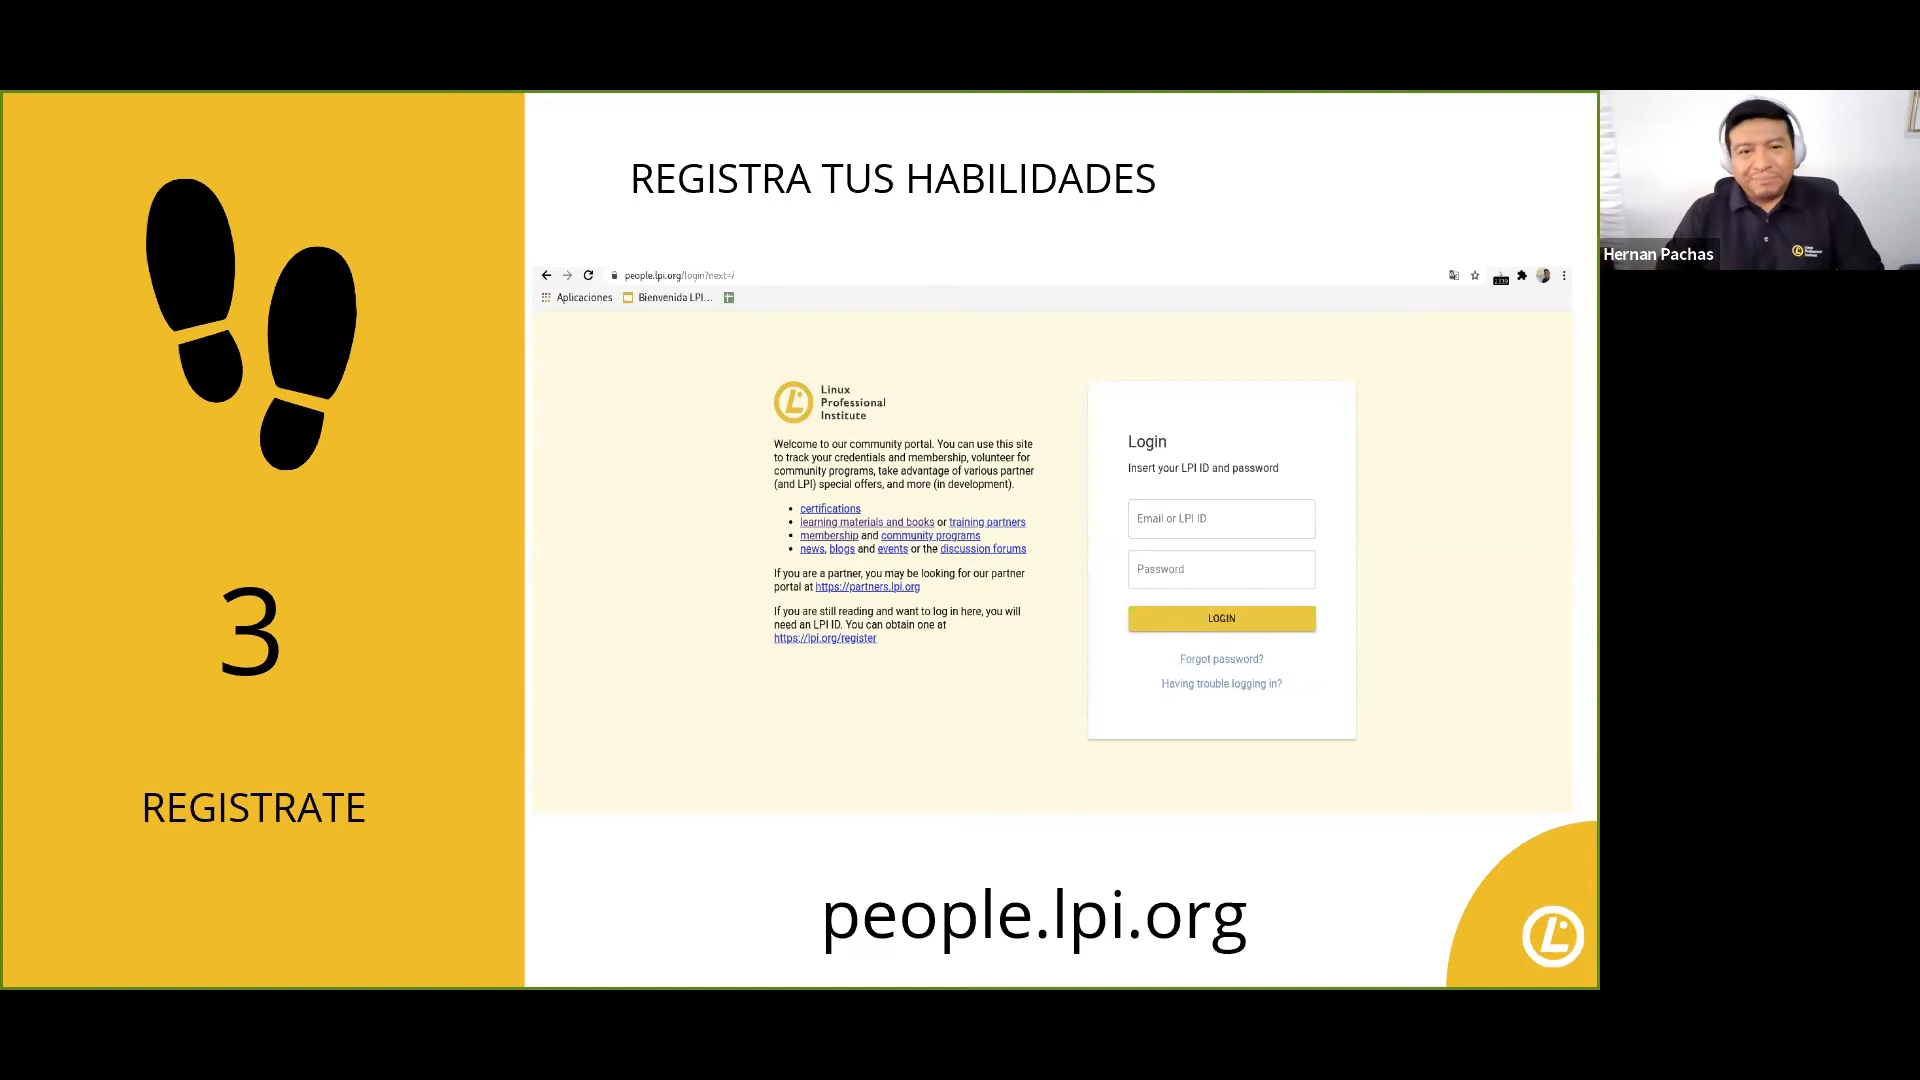 REGISTRA TUS HABILIDADES
people.lpi.org/login?next=/
Aplicaciones
Bienvenida LPI...
Linux
Professional
Institute
Welcome to our community portal. You can use this site
to track your credentials and membership, volunteer for
community programs, take advantage of various partner
(and LPI) special offers, and more (in development).
certifications
learning materials and books or training partners
membership and community programs
news, blogs and events or the discussion forums
If you are a partner, you may be looking for our partner
portal at https://partners.lpi.org
If you are still reading and want to log in here, you will
need an LPI ID. You can obtain one at
https://lpi.org/register
Login
Insert your LPI ID and password
Email or LPI ID
Password
LOGIN
Forgot password?
Having trouble logging in?
3
REGISTRATE
people.lpi.org
Hernan Pachas
Linux
Professional
Institute